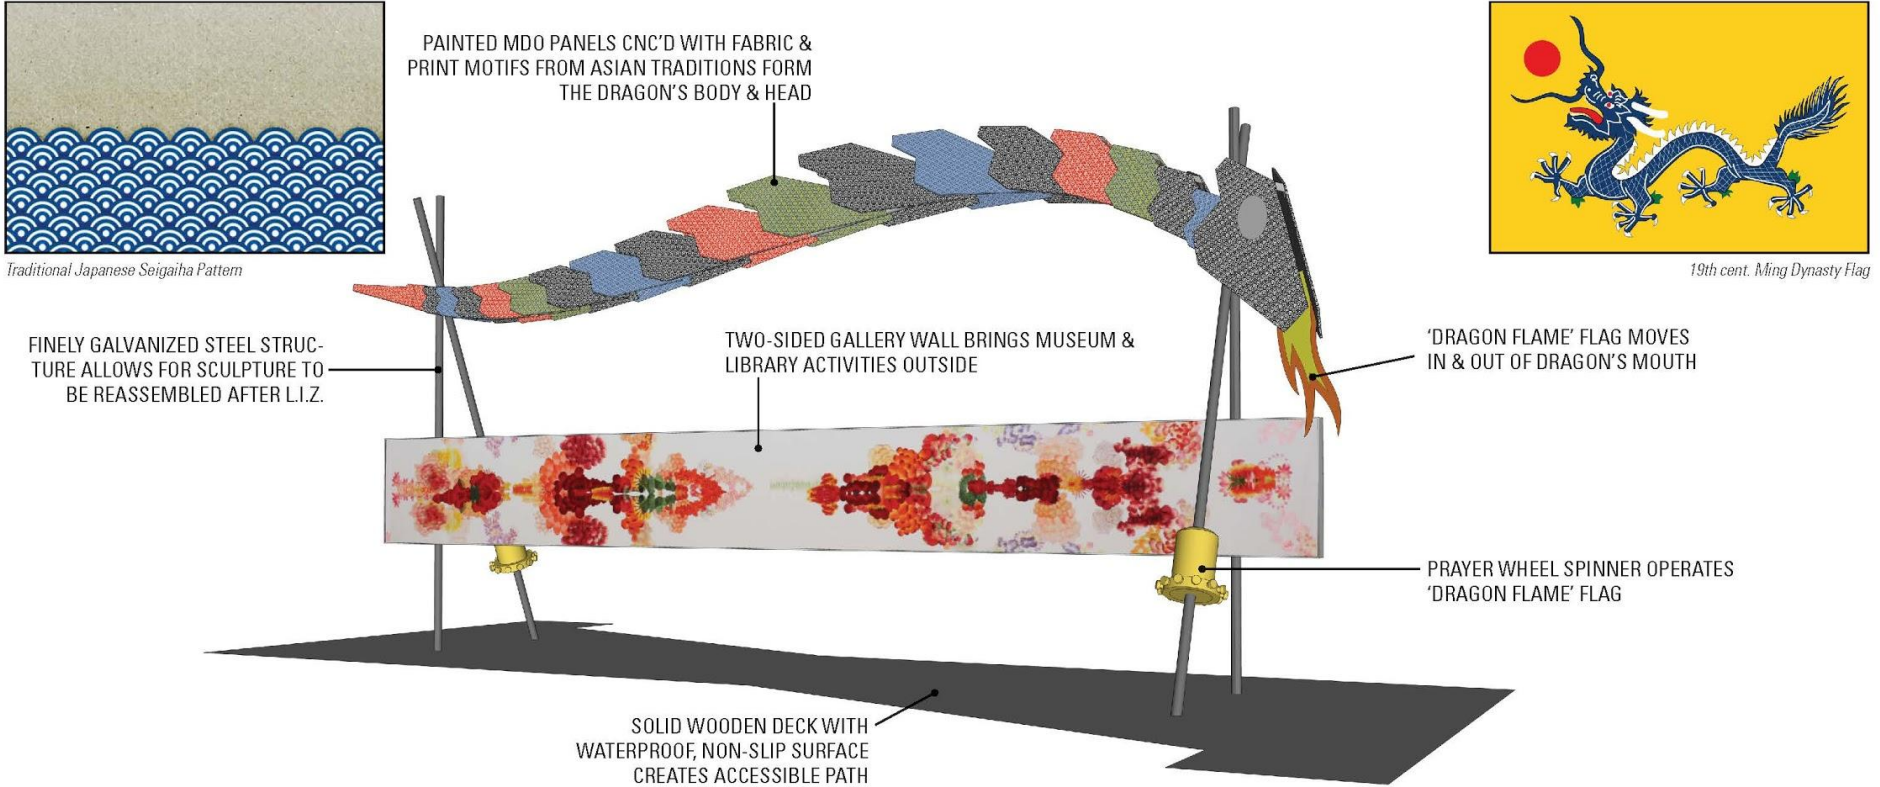 PAINTED MDO PANELS CNC'D WITH FABRIC &
PRINT MOTIFS FROM ASIAN TRADITIONS FORM
THE DRAGON'S BODY & HEAD
Traditional Japanese Seigaiha Pattern
19th cent. Ming Dynasty Flag
FINELY GALVANIZED STEEL STRUC-
TURE ALLOWS FOR SCULPTURE TO
BE REASSEMBLED AFTER L.I.Z.
TWO-SIDED GALLERY WALL BRINGS MUSEUM &
LIBRARY ACTIVITIES OUTSIDE
'DRAGON FLAME' FLAG MOVES
IN & OUT OF DRAGON'S MOUTH
PRAYER WHEEL SPINNER OPERATES
'DRAGON FLAME' FLAG
SOLID WOODEN DECK WITH
WATERPROOF, NON-SLIP SURFACE
CREATES ACCESSIBLE PATH